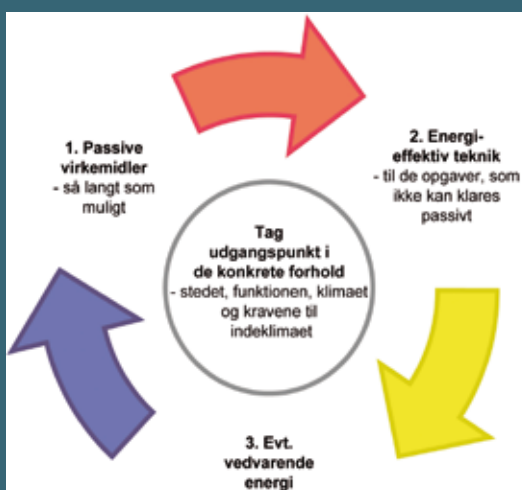 1. Passive
virkemidler
- så langt som
muligt
2. Energi-
effektiv teknik
- til de opgaver, som
ikke kan klares
passivt
Tag
udgangspunkt i
de konkrete forhold
- stedet, funktionen, klimaet
og kravene til
indeklimaet
3. Evt.
vedvarende
energi